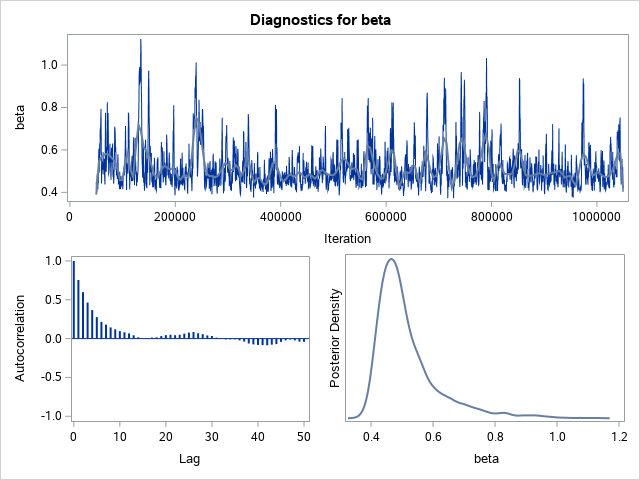 Diagnostics for beta
beta
1.0
0.8
0.6
0.4
0 200000 400000 600000 800000 1000000
Iteration
Autocorrelation
1.0
0.5
0.0
-0.5
-1.0
0 10 20 30 40 50
Lag
Posterior Density
0.4 0.6 0.8 1.0 1.2
beta